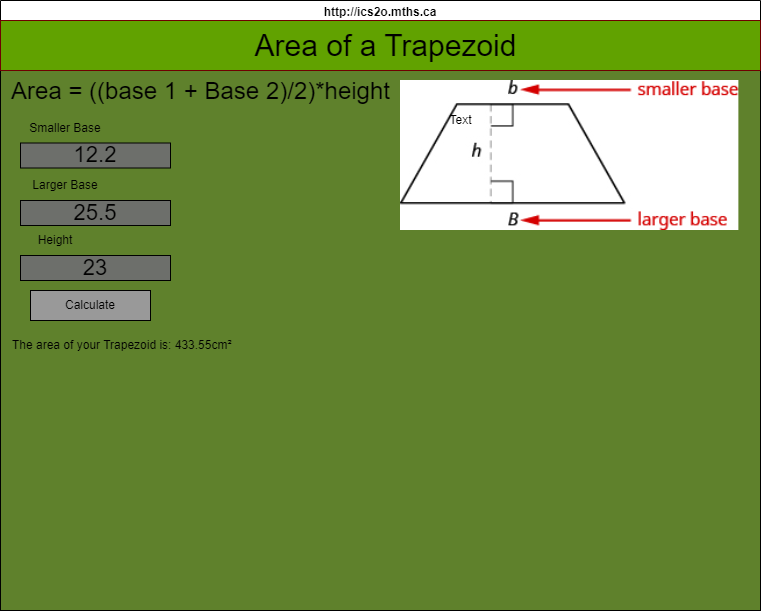 http://ics2o.mths.ca
Area of a Trapezoid
Area = ((base 1 + Base 2)/2)*height
b
smaller base
Text
h
B
larger base
Smaller Base
12.2
Larger Base
25.5
Height
23
Calculate
The area of your Trapezoid is: 433.55cm²